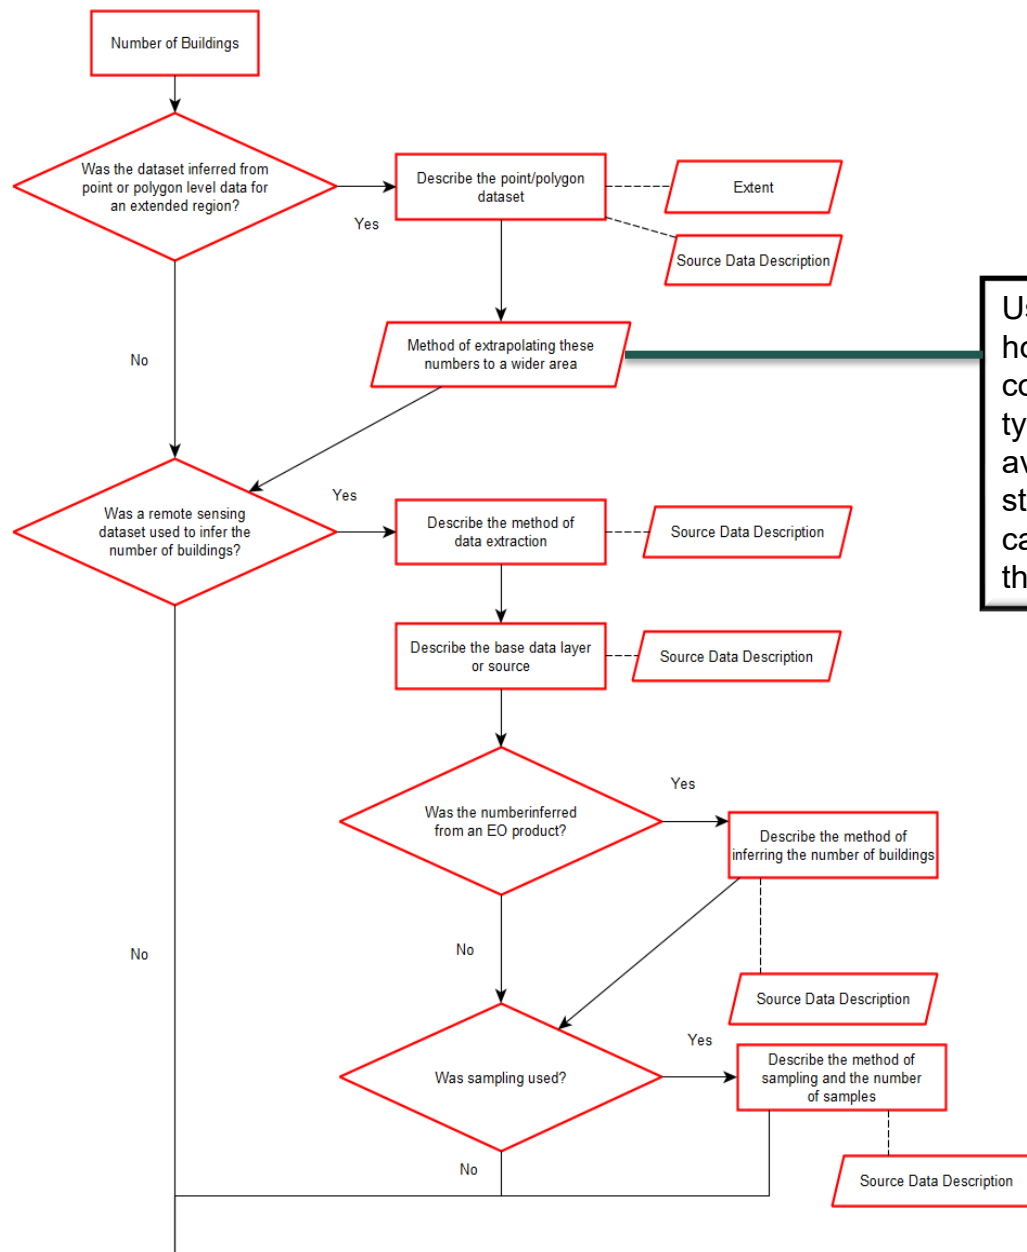 Number of Buildings
Was the dataset inferred from
point or polygon level data for
an extended region?
Yes
Describe the point/polygon
dataset
Extent
Source Data Description
No
Method of extrapolating these
numbers to a wider area
Was a remote sensing
dataset used to infer the
number of buildings?
Yes
Describe the method of
data extraction
Source Data Description
Describe the base data layer
or source
Source Data Description
Was the numberinferred
from an EO product?
Yes
Describe the method of
inferring the number of buildings
No
No
Source Data Description
Was sampling used?
Yes
Describe the method of
sampling and the number
of samples
No
Source Data Description